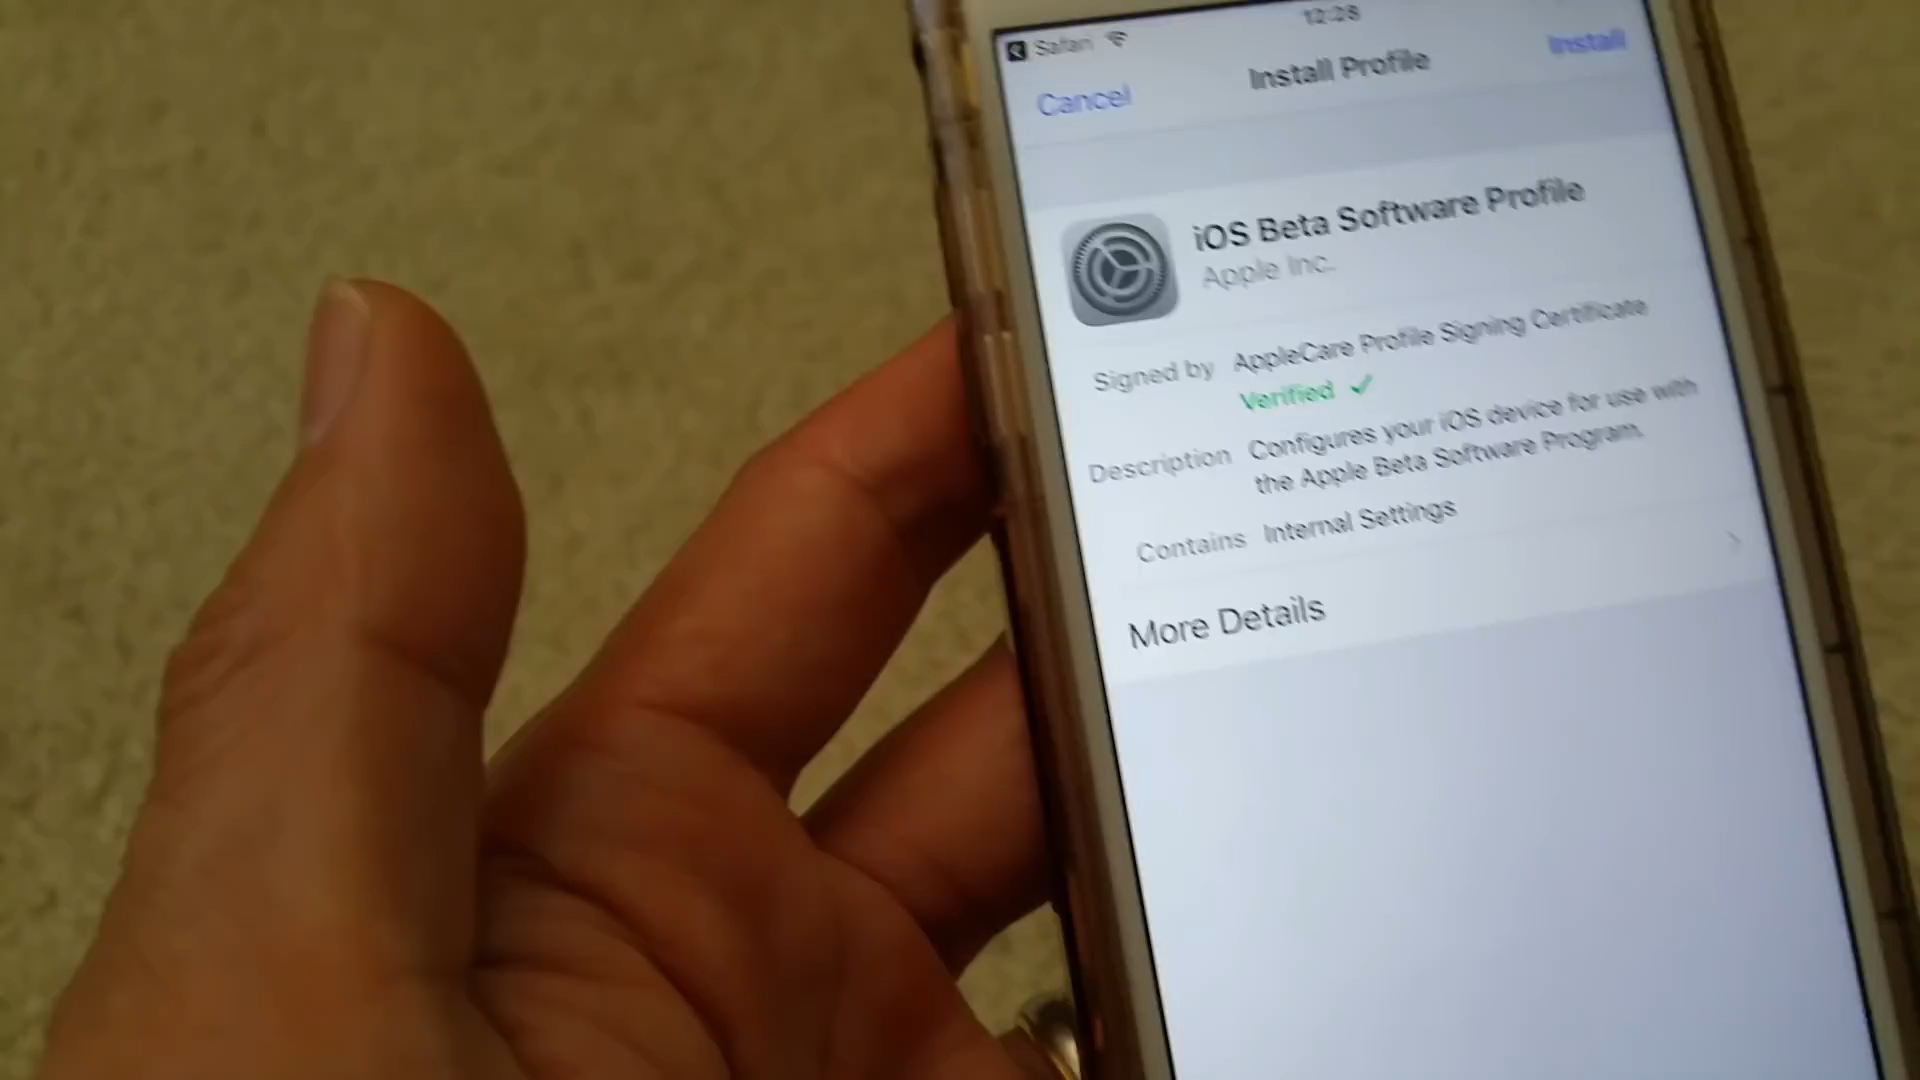 Safari
12:28
Cancel
Install Profile
Install
iOS Beta Software Profile
Apple Inc.
Signed by AppleCare Profile Signing Certificate
Verified ✓
Description Configures your iOS device for use with
the Apple Beta Software Program.
Contains Internal Settings
More Details